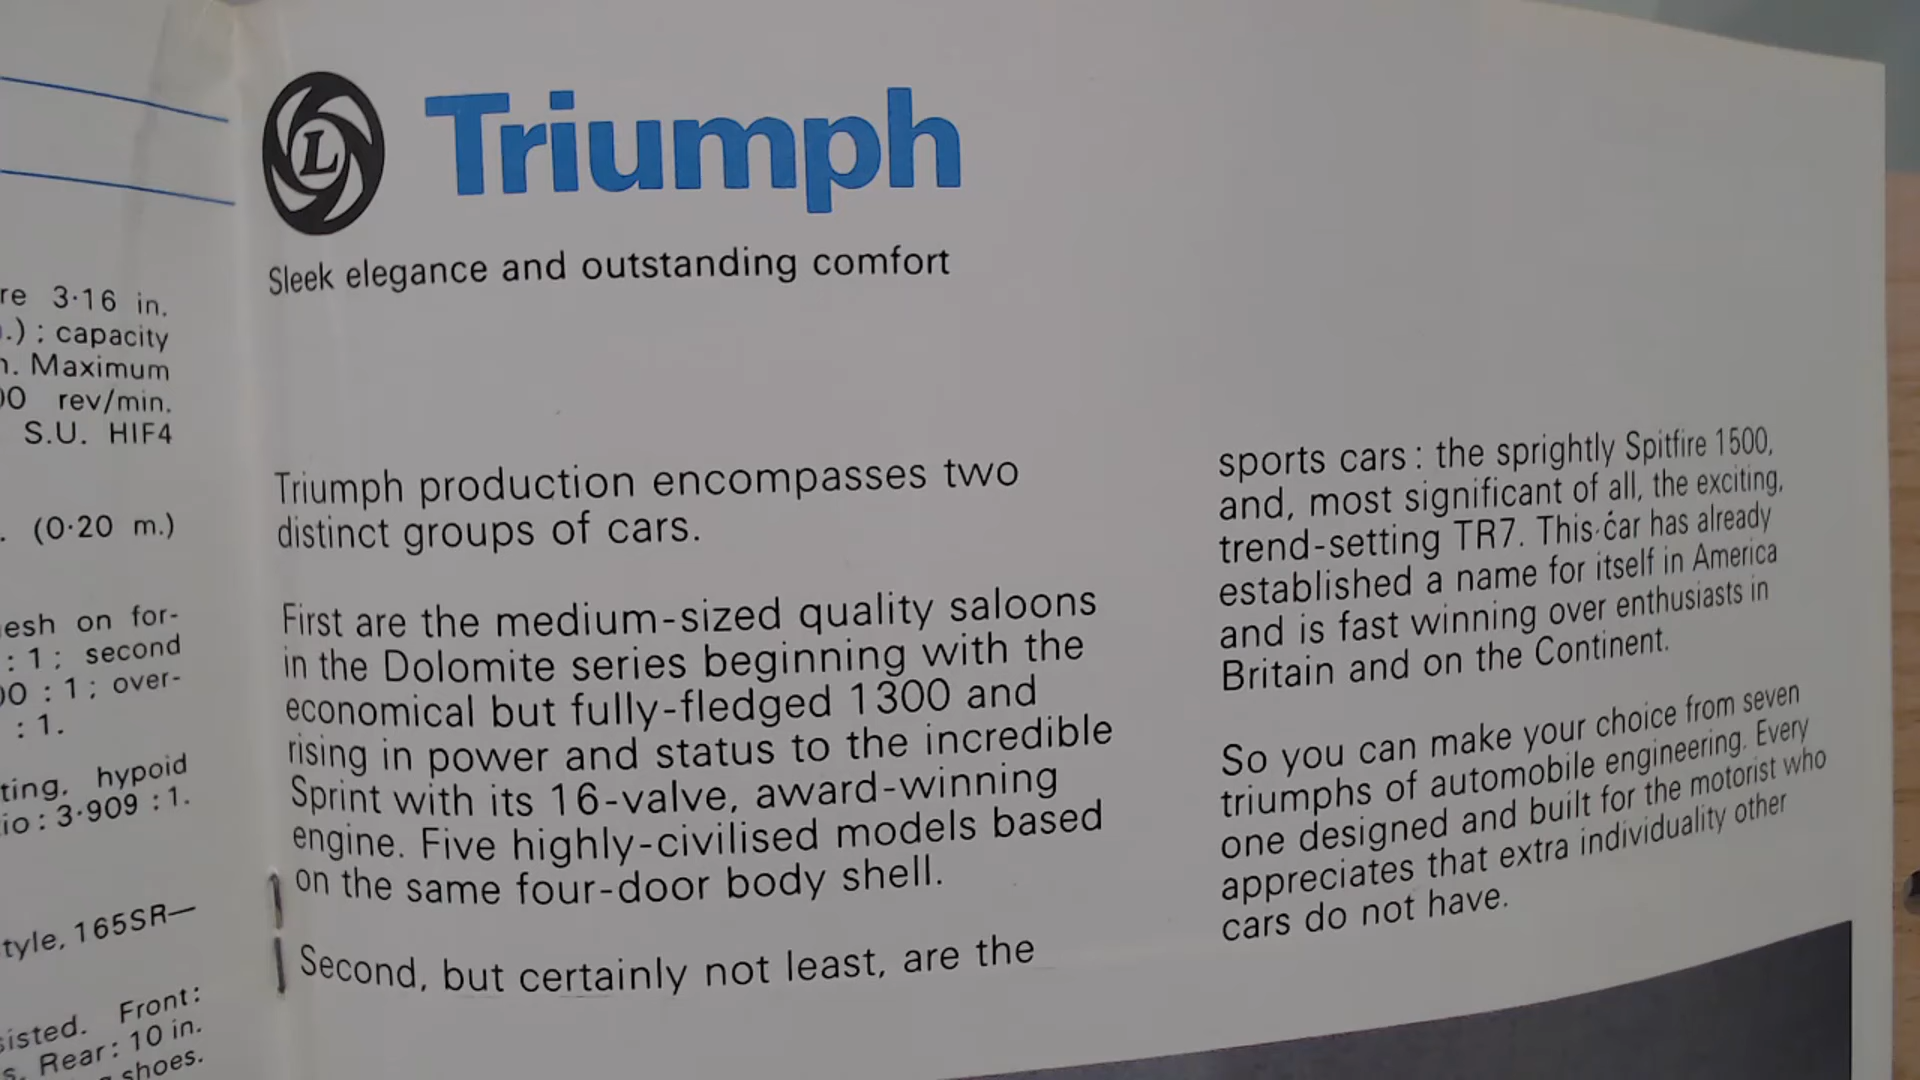 re 3·16 in.
.) : capacity
. Maximum
00 rev/min.
S.U. HIF4
. (0·20 m.)
esh on for-
: 1 ; second
00 : 1 ; over-
: 1.
ting, hypoid
io : 3·909 : 1.
tyle, 165SR—
sisted. Front:
s. Rear: 10 in.
shoes.
L
Triumph
Sleek elegance and outstanding comfort
Triumph production encompasses two
distinct groups of cars.
First are the medium-sized quality saloons
in the Dolomite series beginning with the
economical but fully-fledged 1300 and
rising in power and status to the incredible
Sprint with its 16-valve, award-winning
engine. Five highly-civilised models based
on the same four-door body shell.
Second, but certainly not least, are the
sports cars : the sprightly Spitfire 1500,
and, most significant of all, the exciting,
trend-setting TR7. This car has already
established a name for itself in America
and is fast winning over enthusiasts in
Britain and on the Continent.
So you can make your choice from seven
triumphs of automobile engineering. Every
one designed and built for the motorist who
appreciates that extra individuality other
cars do not have.